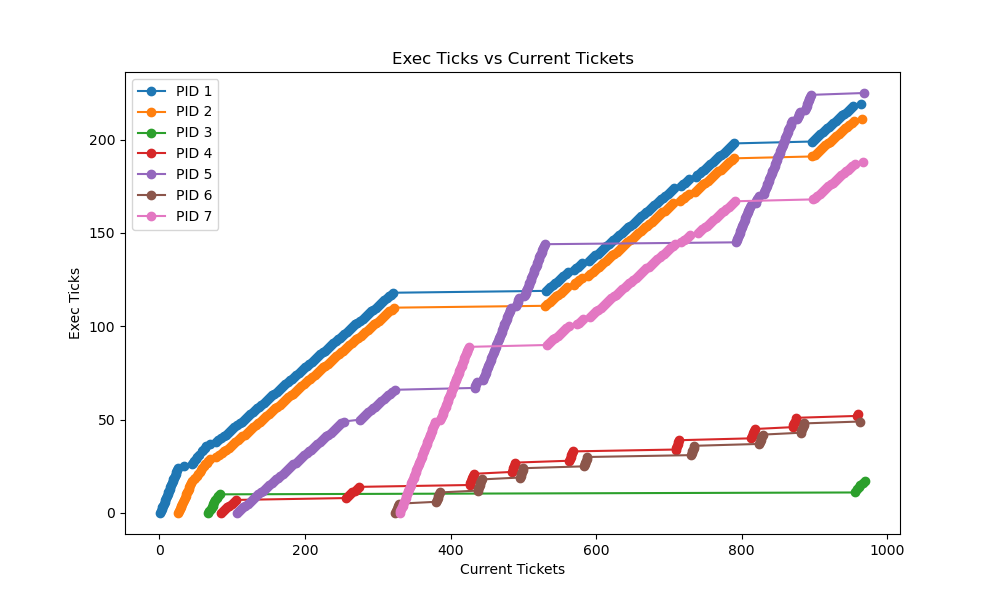 Exec Ticks vs Current Tickets
PID 1
PID 2
PID 3
PID 4
PID 5
PID 6
PID 7
Exec Ticks
200
150
100
50
0
0 200 400 600 800 1000
Current Tickets